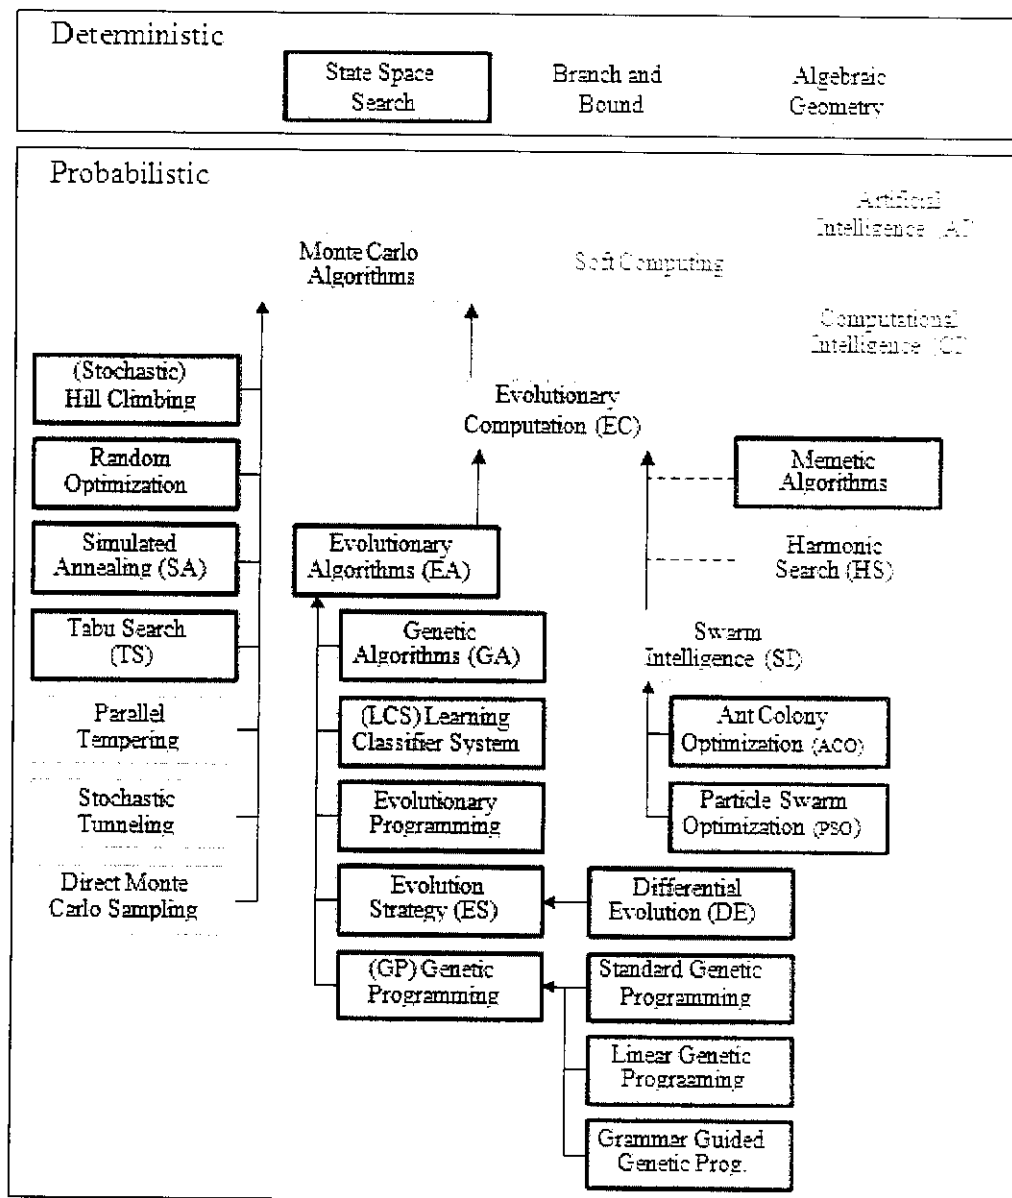 Deterministic
State Space
Search
Branch and
Bound
Algebraic
Geometry
Probabilistic
Artificial
Intelligence (AI)
Monte Carlo
Algorithms
Soft Computing
Computational
Intelligence (CI)
(Stochastic)
Hill Climbing
Evolutionary
Computation (EC)
Random
Optimization
Memetic
Algorithms
Simulated
Annealing (SA)
Evolutionary
Algorithms (EA)
Harmonic
Search (HS)
Tabu Search
(TS)
Genetic
Algorithms (GA)
Swarm
Intelligence (SI)
Parallel
Tempering
(LCS) Learning
Classifier System
Ant Colony
Optimization (ACO)
Stochastic
Tunneling
Evolutionary
Programming
Particle Swarm
Optimization (PSO)
Direct Monte
Carlo Sampling
Evolution
Strategy (ES)
Differential
Evolution (DE)
(GP) Genetic
Programming
Standard Genetic
Programming
Linear Genetic
Prograaming
Grammar Guided
Genetic Prog.